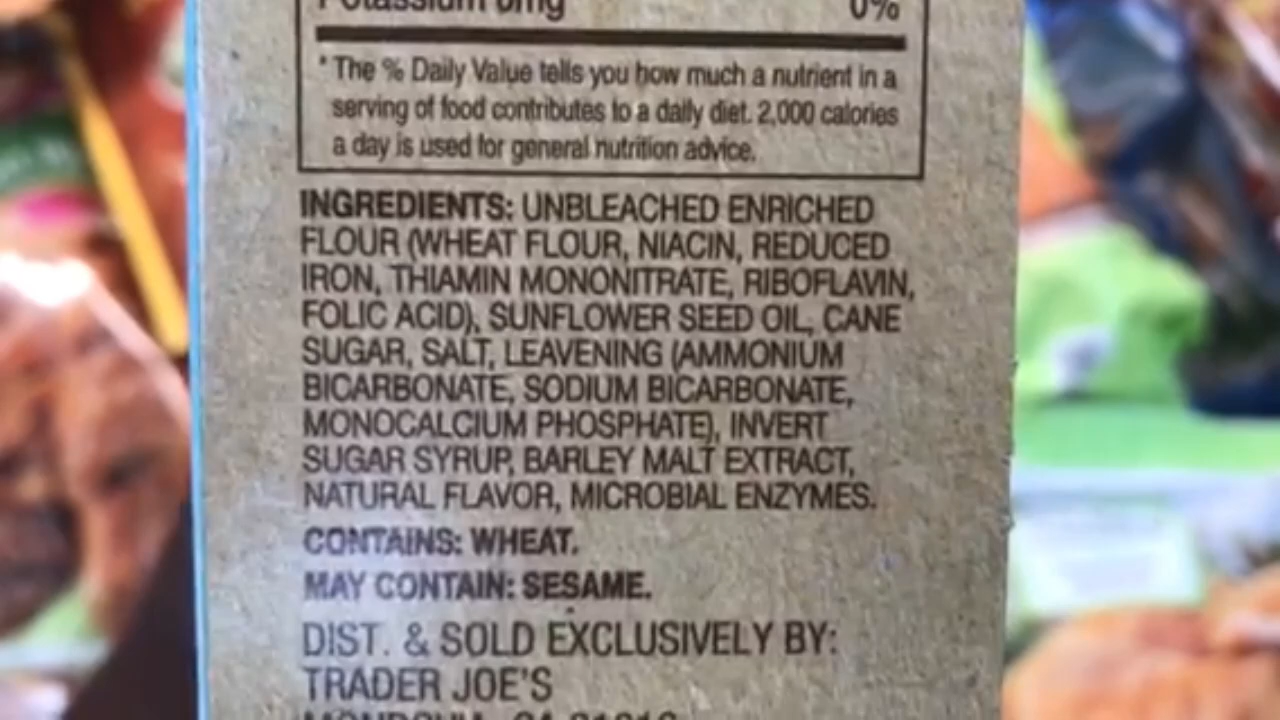 Potassium 0mg 0%
* The % Daily Value tells you how much a nutrient in a
serving of food contributes to a daily diet. 2,000 calories
a day is used for general nutrition advice.
INGREDIENTS: UNBLEACHED ENRICHED
FLOUR (WHEAT FLOUR, NIACIN, REDUCED
IRON, THIAMIN MONONITRATE, RIBOFLAVIN,
FOLIC ACID), SUNFLOWER SEED OIL, CANE
SUGAR, SALT, LEAVENING (AMMONIUM
BICARBONATE, SODIUM BICARBONATE,
MONOCALCIUM PHOSPHATE), INVERT
SUGAR SYRUP, BARLEY MALT EXTRACT,
NATURAL FLAVOR, MICROBIAL ENZYMES.
CONTAINS: WHEAT.
MAY CONTAIN: SESAME.
DIST. & SOLD EXCLUSIVELY BY:
TRADER JOE'S